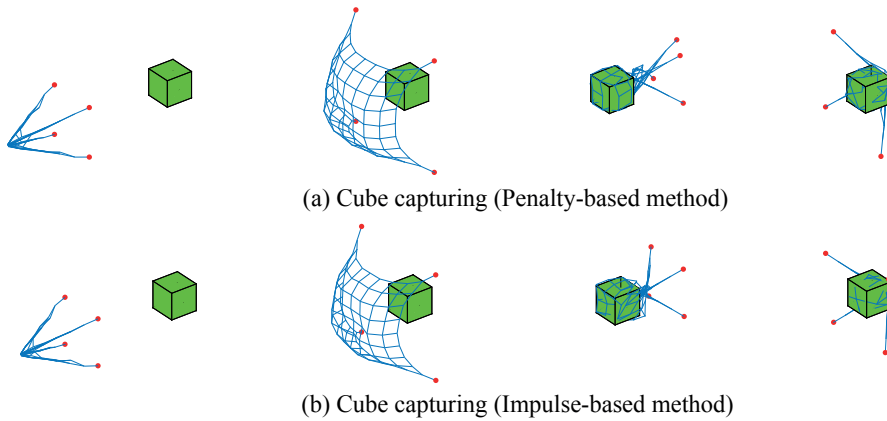 (a) Cube capturing (Penalty-based method)
(b) Cube capturing (Impulse-based method)